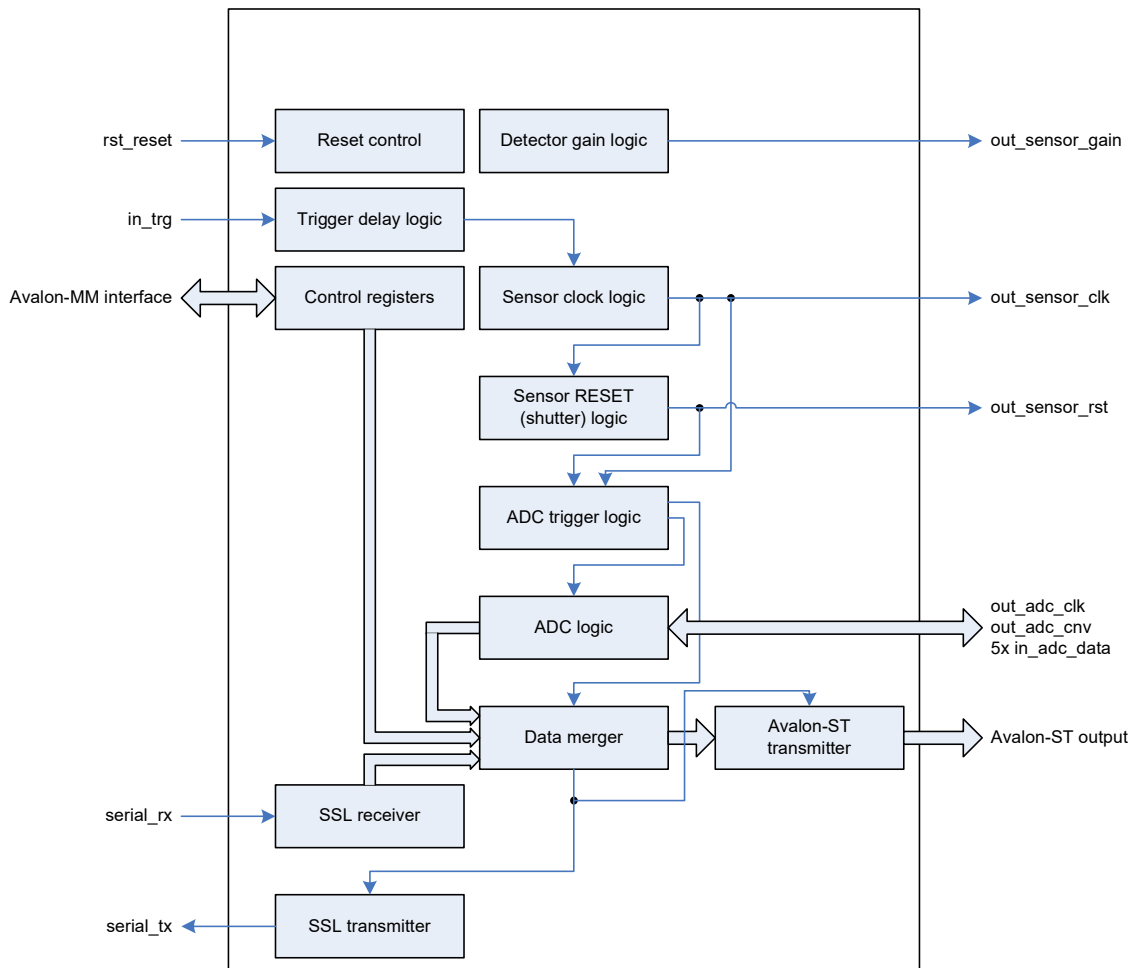 rst_reset
Reset control
Detector gain logic
out_sensor_gain
in_trg
Trigger delay logic
Avalon-MM interface
Control registers
Sensor clock logic
out_sensor_clk
Sensor RESET
(shutter) logic
out_sensor_rst
ADC trigger logic
ADC logic
out_adc_clk
out_adc_cnv
5x in_adc_data
Data merger
Avalon-ST
transmitter
Avalon-ST output
serial_rx
SSL receiver
serial_tx
SSL transmitter